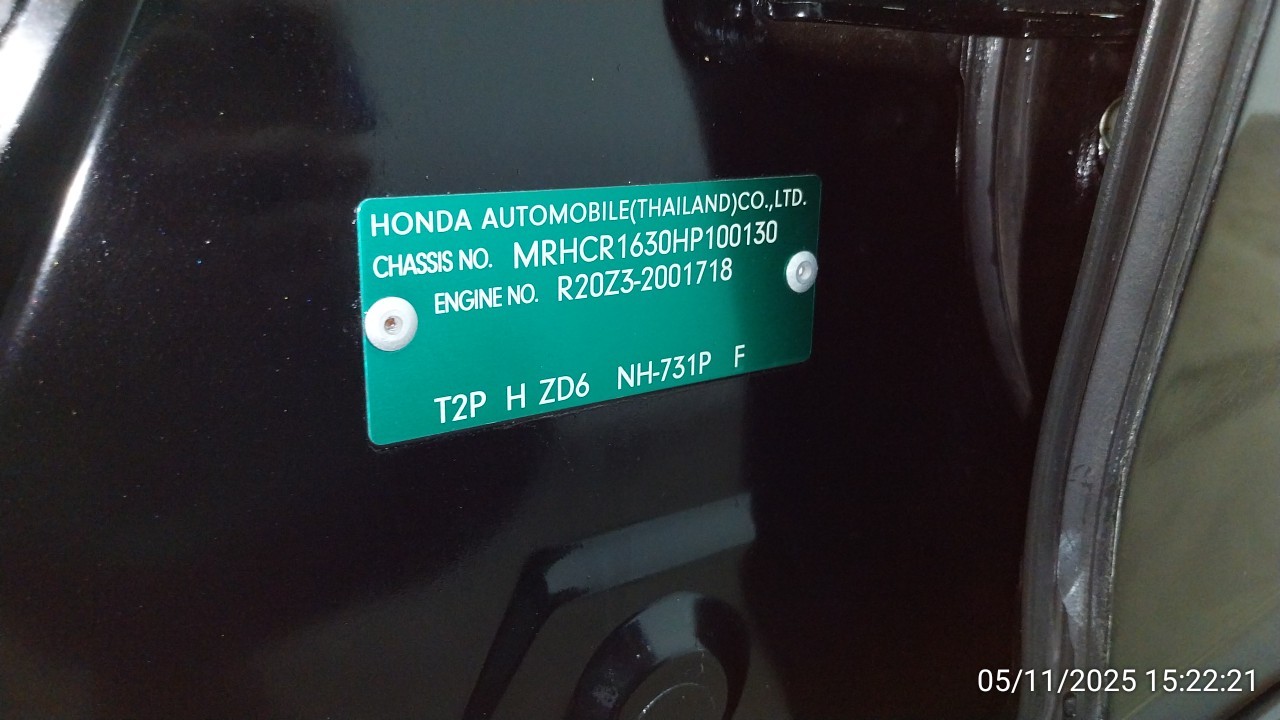 HONDA AUTOMOBILE(THAILAND)CO.,LTD.
CHASSIS NO. MRHCR1630HP100130
ENGINE NO. R20Z3-2001718
T2P H ZD6 NH-731P F
05/11/2025 15:22:21